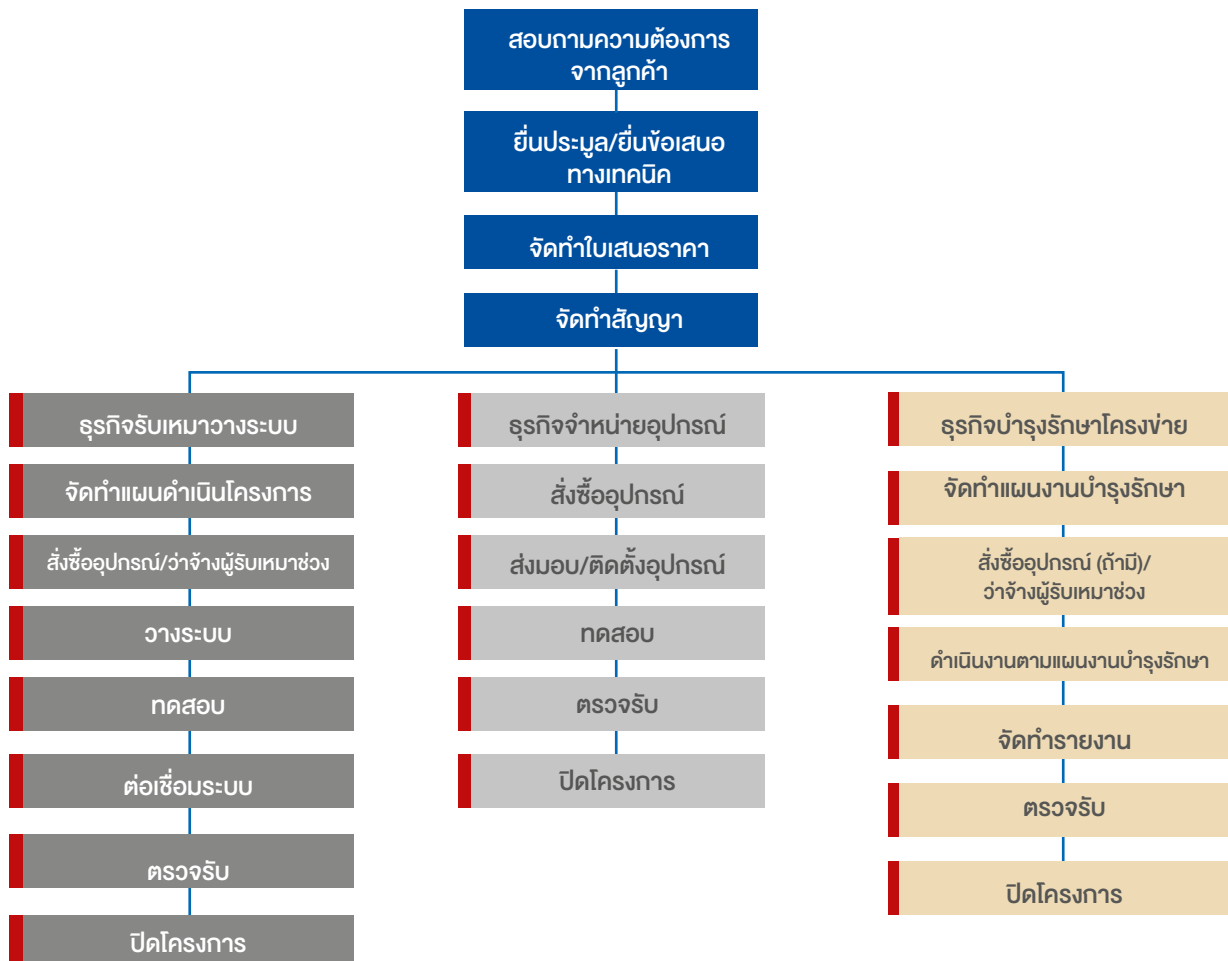 สอบถามความต้องการ
จากลูกค้า
ยื่นประมูล/ยื่นข้อเสนอ
ทางเทคนิค
จัดทำใบเสนอราคา
จัดทำสัญญา
ธุรกิจรับเหมาวางระบบ
จัดทำแผนดำเนินโครงการ
สั่งซื้ออุปกรณ์/ว่าจ้างผู้รับเหมาช่วง
วางระบบ
ทดสอบ
ต่อเชื่อมระบบ
ตรวจรับ
ปิดโครงการ
ธุรกิจจำหน่ายอุปกรณ์
สั่งซื้ออุปกรณ์
ส่งมอบ/ติดตั้งอุปกรณ์
ทดสอบ
ตรวจรับ
ปิดโครงการ
ธุรกิจบำรุงรักษาโครงข่าย
จัดทำแผนงานบำรุงรักษา
สั่งซื้ออุปกรณ์ (ถ้ามี)/
ว่าจ้างผู้รับเหมาช่วง
ดำเนินงานตามแผนงานบำรุงรักษา
จัดทำรายงาน
ตรวจรับ
ปิดโครงการ